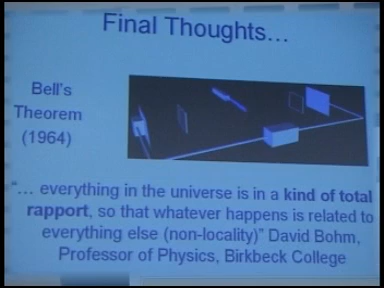 Final Thoughts...
Bell's
Theorem
(1964)
"... everything in the universe is in a kind of total
rapport, so that whatever happens is related to
everything else (non-locality)" David Bohm,
Professor of Physics, Birkbeck College